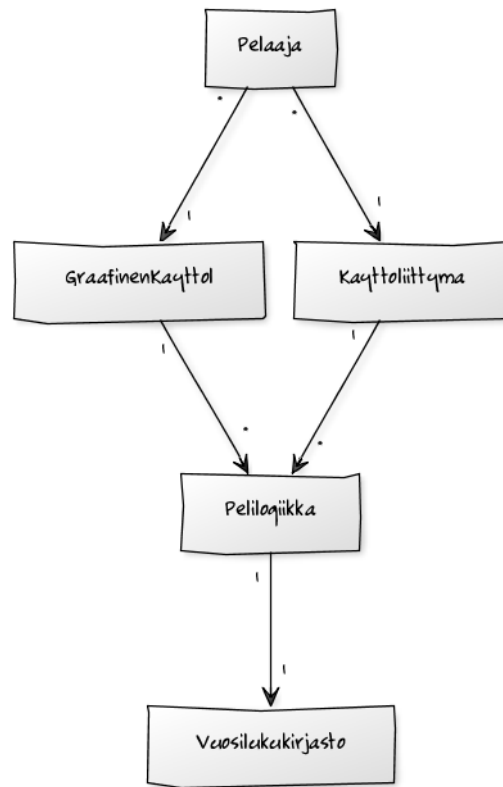 Pelaaja
*
*
1
1
GraafinenKayttol
Kayttoliittyma
1
1
*
*
Pelilogiikka
1
1
Vuosilukukirjasto